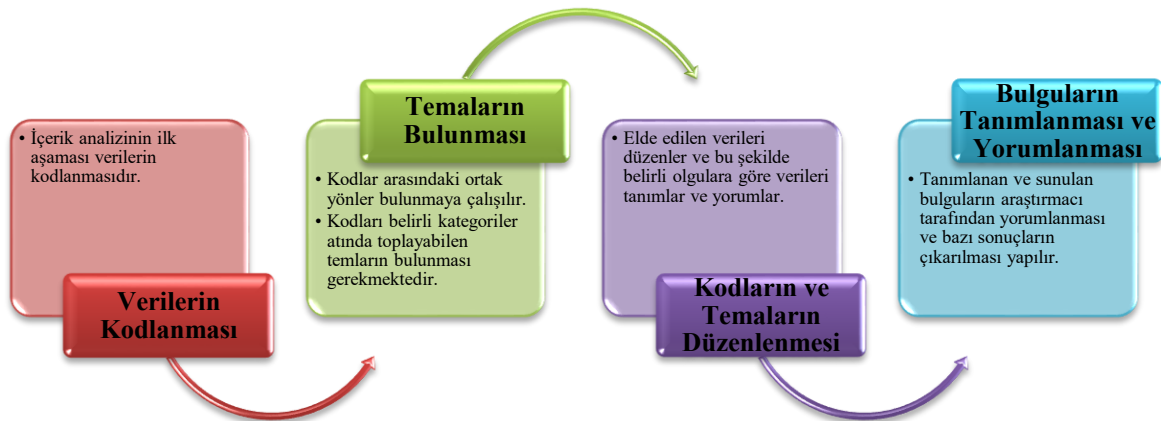 • İçerik analizinin ilk
aşaması verilerin
kodlanmasıdır.
Verilerin
Kodlanması
Temaların
Bulunması
• Kodlar arasındaki ortak
yönler bulunmaya çalışılır.
• Kodları belirli kategoriler
atında toplayabilen
temların bulunması
gerekmektedir.
• Elde edilen verileri
düzenler ve bu şekilde
belirli olgulara göre verileri
tanımlar ve yorumlar.
Kodların ve
Temaların
Düzenlenmesi
Bulguların
Tanımlanması ve
Yorumlanması
• Tanımlanan ve sunulan
bulguların araştırmacı
tarafından yorumlanması
ve bazı sonuçların
çıkarılması yapılır.